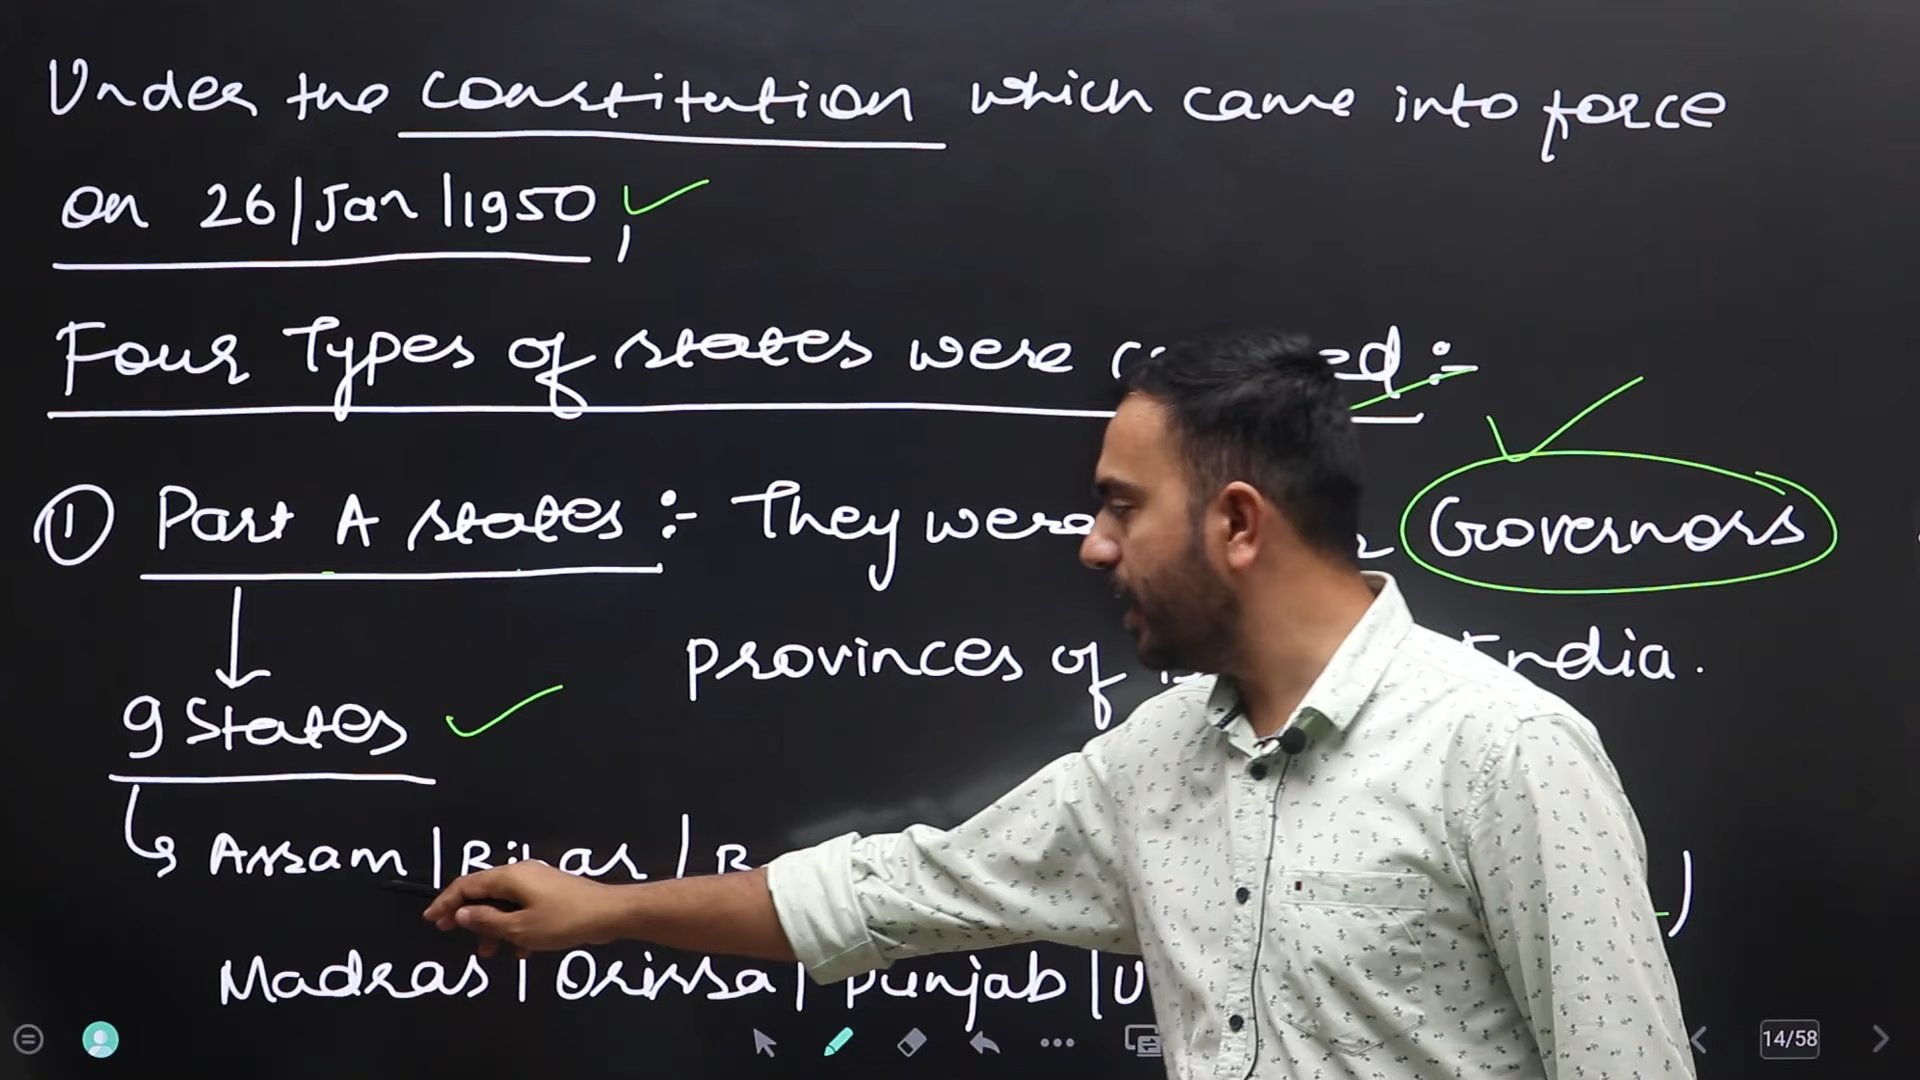 Under the constitution which came into force
on 26/Jan/1950,
Four Types of states were
① Part A states :- They were Governors
provinces of India.
9 States
↳ Assam | Bihar |
Madras | Orissa | Punjab | U
14/58